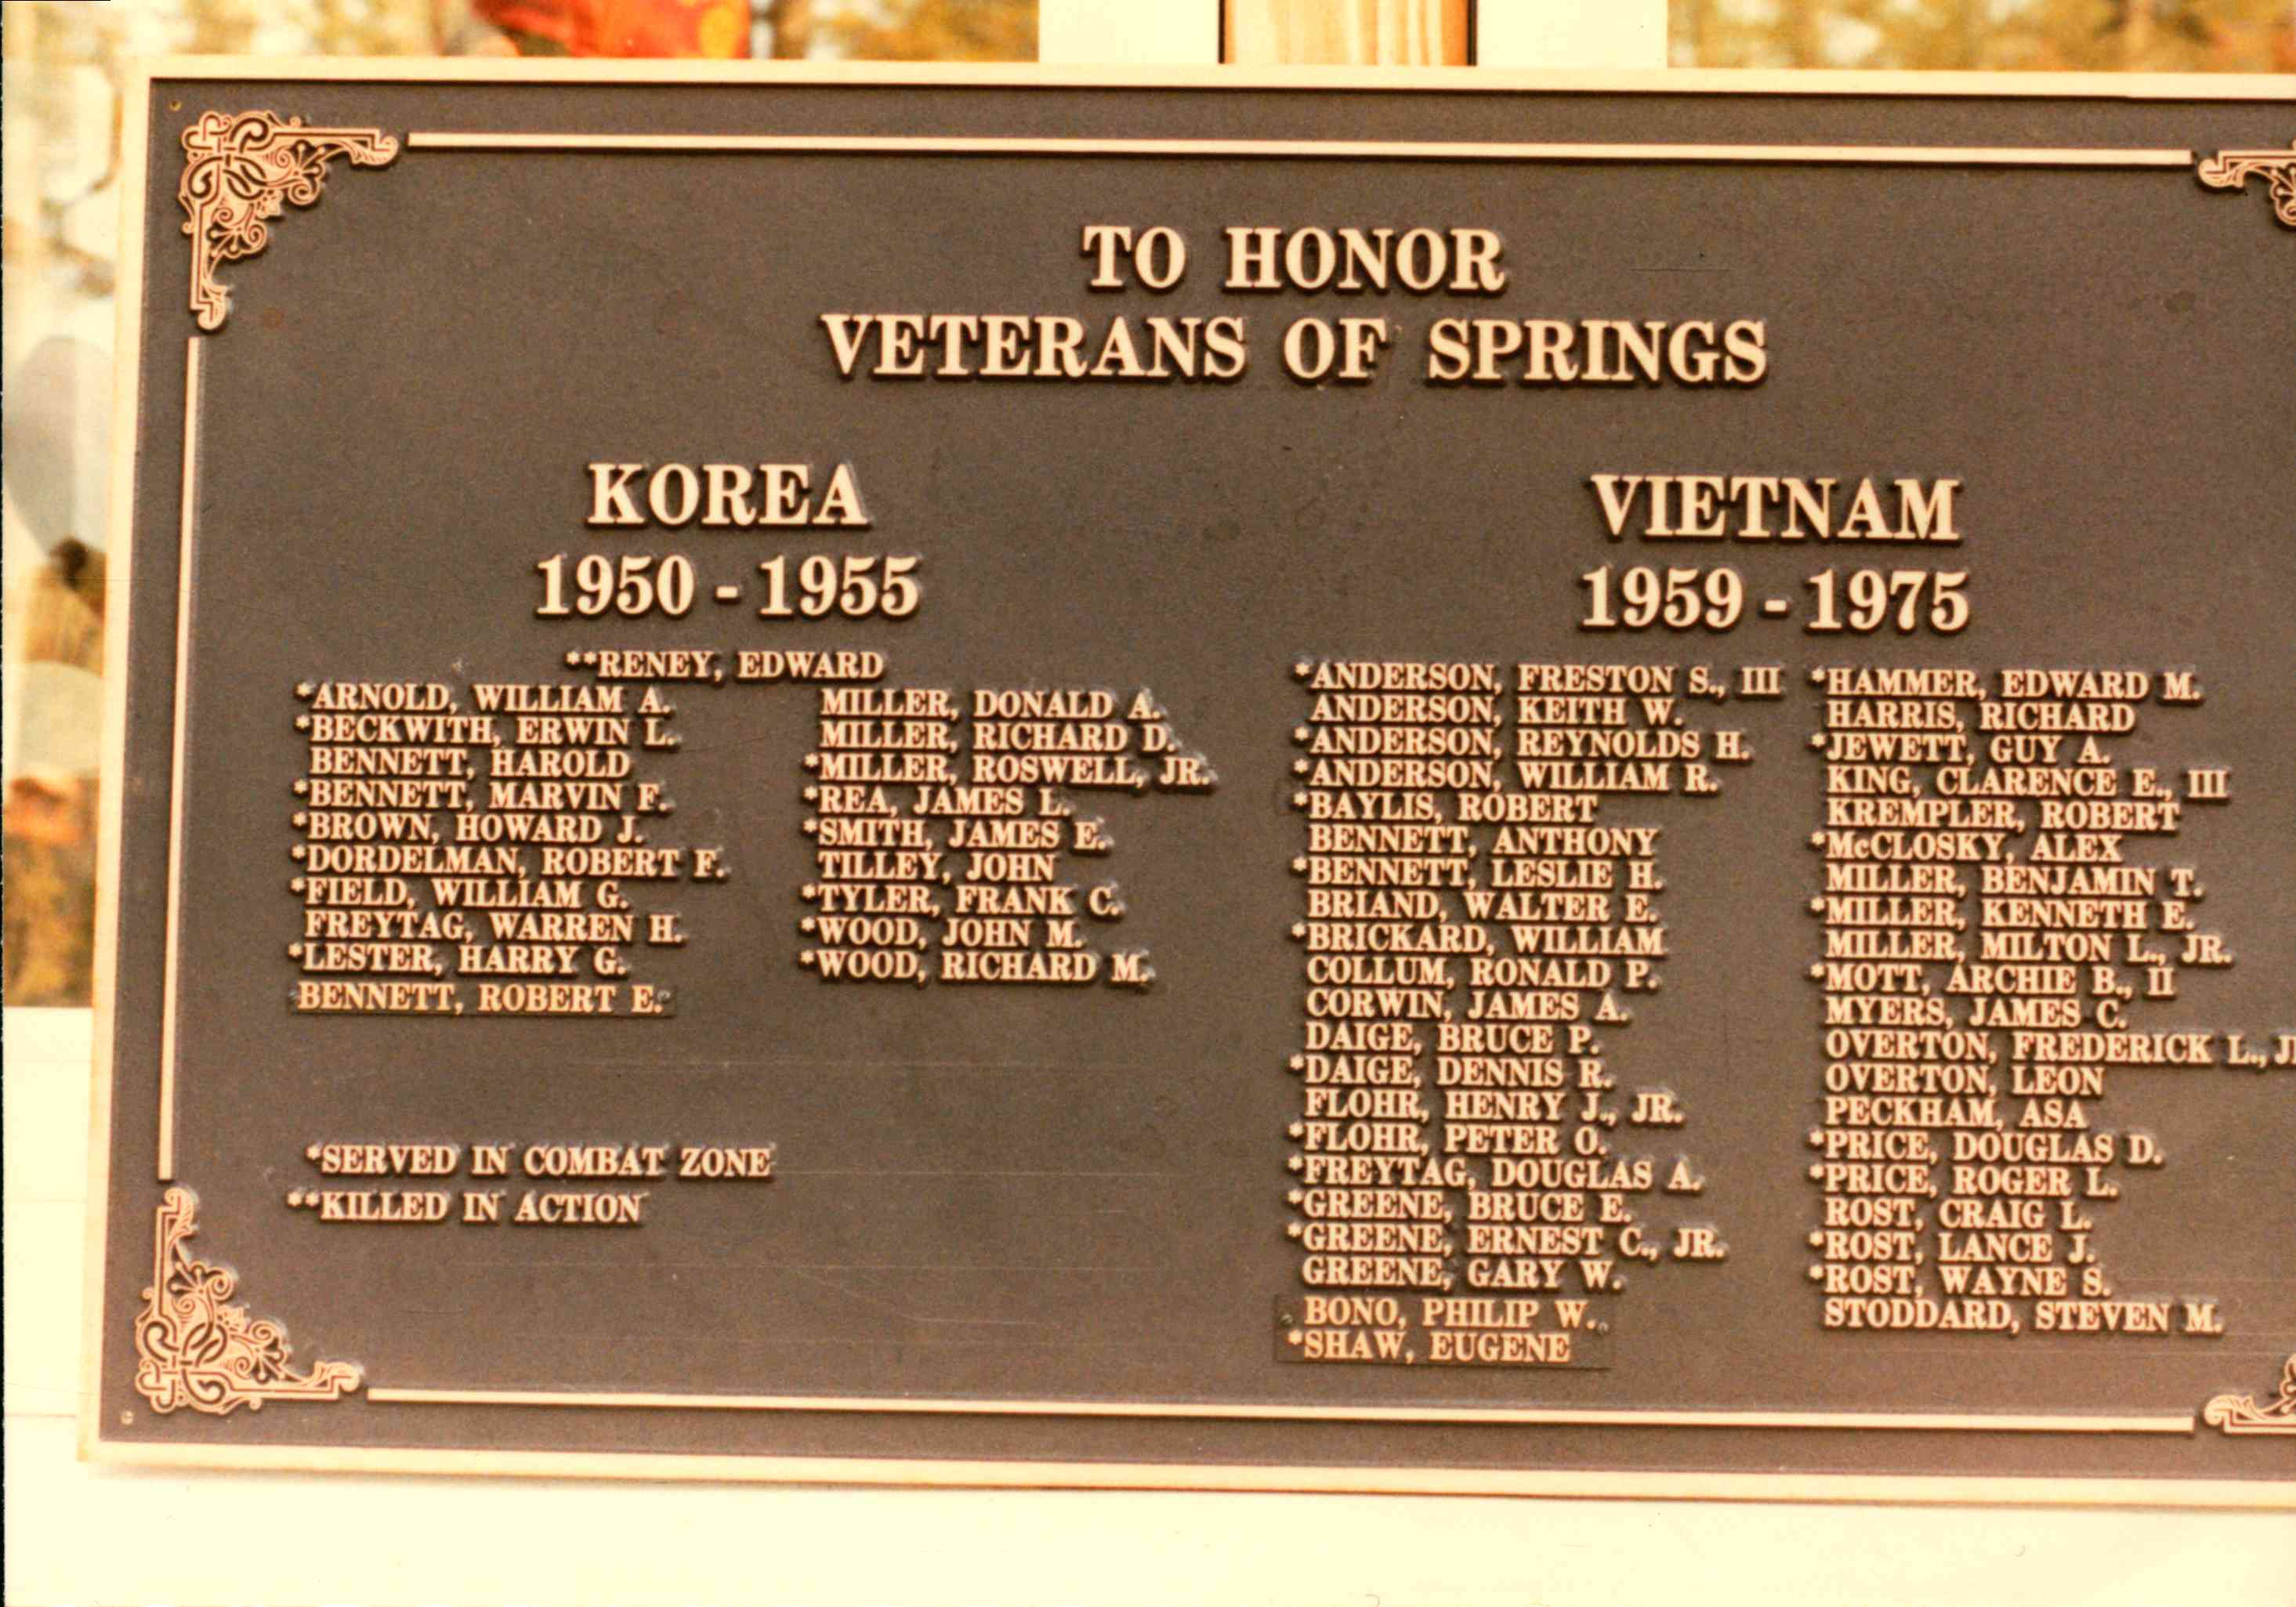 TO HONOR
VETERANS OF SPRINGS
KOREA
1950 - 1955
**RENEY, EDWARD
*ARNOLD, WILLIAM A.
*BECKWITH, ERWIN L.
BENNETT, HAROLD
*BENNETT, MARVIN F.
*BROWN, HOWARD J.
*DORDELMAN, ROBERT F.
*FIELD, WILLIAM G.
FREYTAG, WARREN H.
*LESTER, HARRY G.
BENNETT, ROBERT E.
MILLER, DONALD A.
MILLER, RICHARD D.
*MILLER, ROSWELL, JR.
*REA, JAMES L.
*SMITH, JAMES E.
TILLEY, JOHN
*TYLER, FRANK C.
*WOOD, JOHN M.
*WOOD, RICHARD M.
*SERVED IN COMBAT ZONE
**KILLED IN ACTION
VIETNAM
1959 - 1975
*ANDERSON, FRESTON S., III
ANDERSON, KEITH W.
*ANDERSON, REYNOLDS H.
*ANDERSON, WILLIAM R.
*BAYLIS, ROBERT
BENNETT, ANTHONY
*BENNETT, LESLIE H.
BRIAND, WALTER E.
*BRICKARD, WILLIAM
COLLUM, RONALD P.
CORWIN, JAMES A.
DAIGE, BRUCE P.
*DAIGE, DENNIS R.
FLOHR, HENRY J., JR.
*FLOHR, PETER O.
*FREYTAG, DOUGLAS A.
*GREENE, BRUCE E.
*GREENE, ERNEST C., JR.
GREENE, GARY W.
BONO, PHILIP W.
*SHAW, EUGENE
*HAMMER, EDWARD M.
HARRIS, RICHARD
*JEWETT, GUY A.
KING, CLARENCE E., III
KREMPLER, ROBERT
*McCLOSKY, ALEX
MILLER, BENJAMIN T.
*MILLER, KENNETH E.
MILLER, MILTON L., JR.
*MOTT, ARCHIE B., II
MYERS, JAMES C.
OVERTON, FREDERICK L.,
OVERTON, LEON
PECKHAM, ASA
*PRICE, DOUGLAS D.
*PRICE, ROGER L.
ROST, CRAIG L.
*ROST, LANCE J.
*ROST, WAYNE S.
STODDARD, STEVEN M.